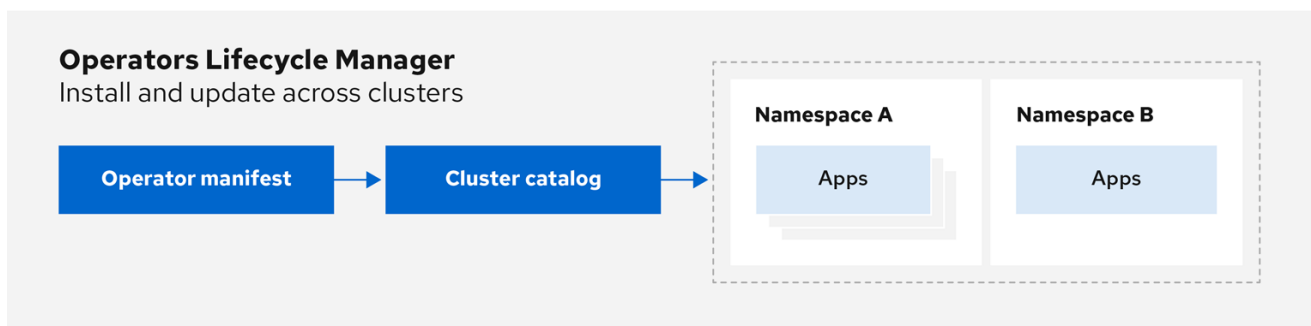 Operators Lifecycle Manager
Install and update across clusters
Operator manifest
Cluster catalog
Namespace A
Apps
Namespace B
Apps